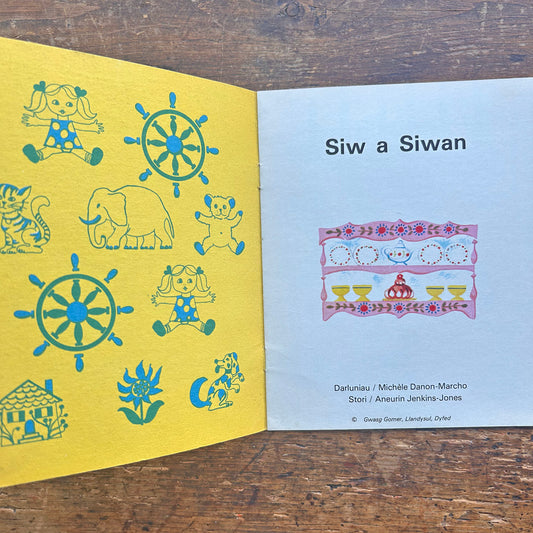 Siw a Siwan
Darluniau / Michèle Danon-Marcho
Stori / Aneurin Jenkins-Jones
© Gwasg Gomer, Llandysul, Dyfed